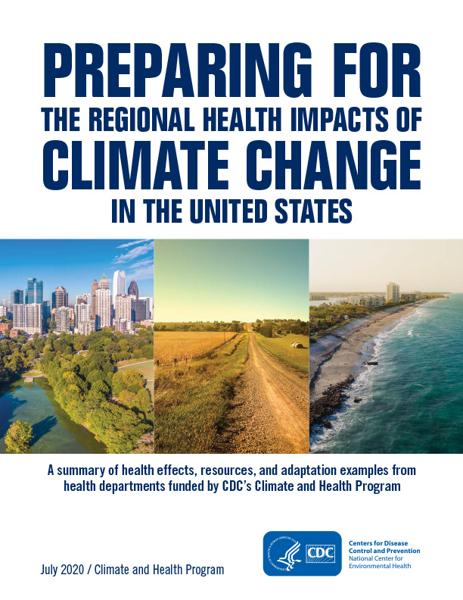 PREPARING FOR
THE REGIONAL HEALTH IMPACTS OF
CLIMATE CHANGE
IN THE UNITED STATES
A summary of health effects, resources, and adaptation examples from
health departments funded by CDC's Climate and Health Program
July 2020 / Climate and Health Program
CDC
Centers for Disease
Control and Prevention
National Center for
Environmental Health